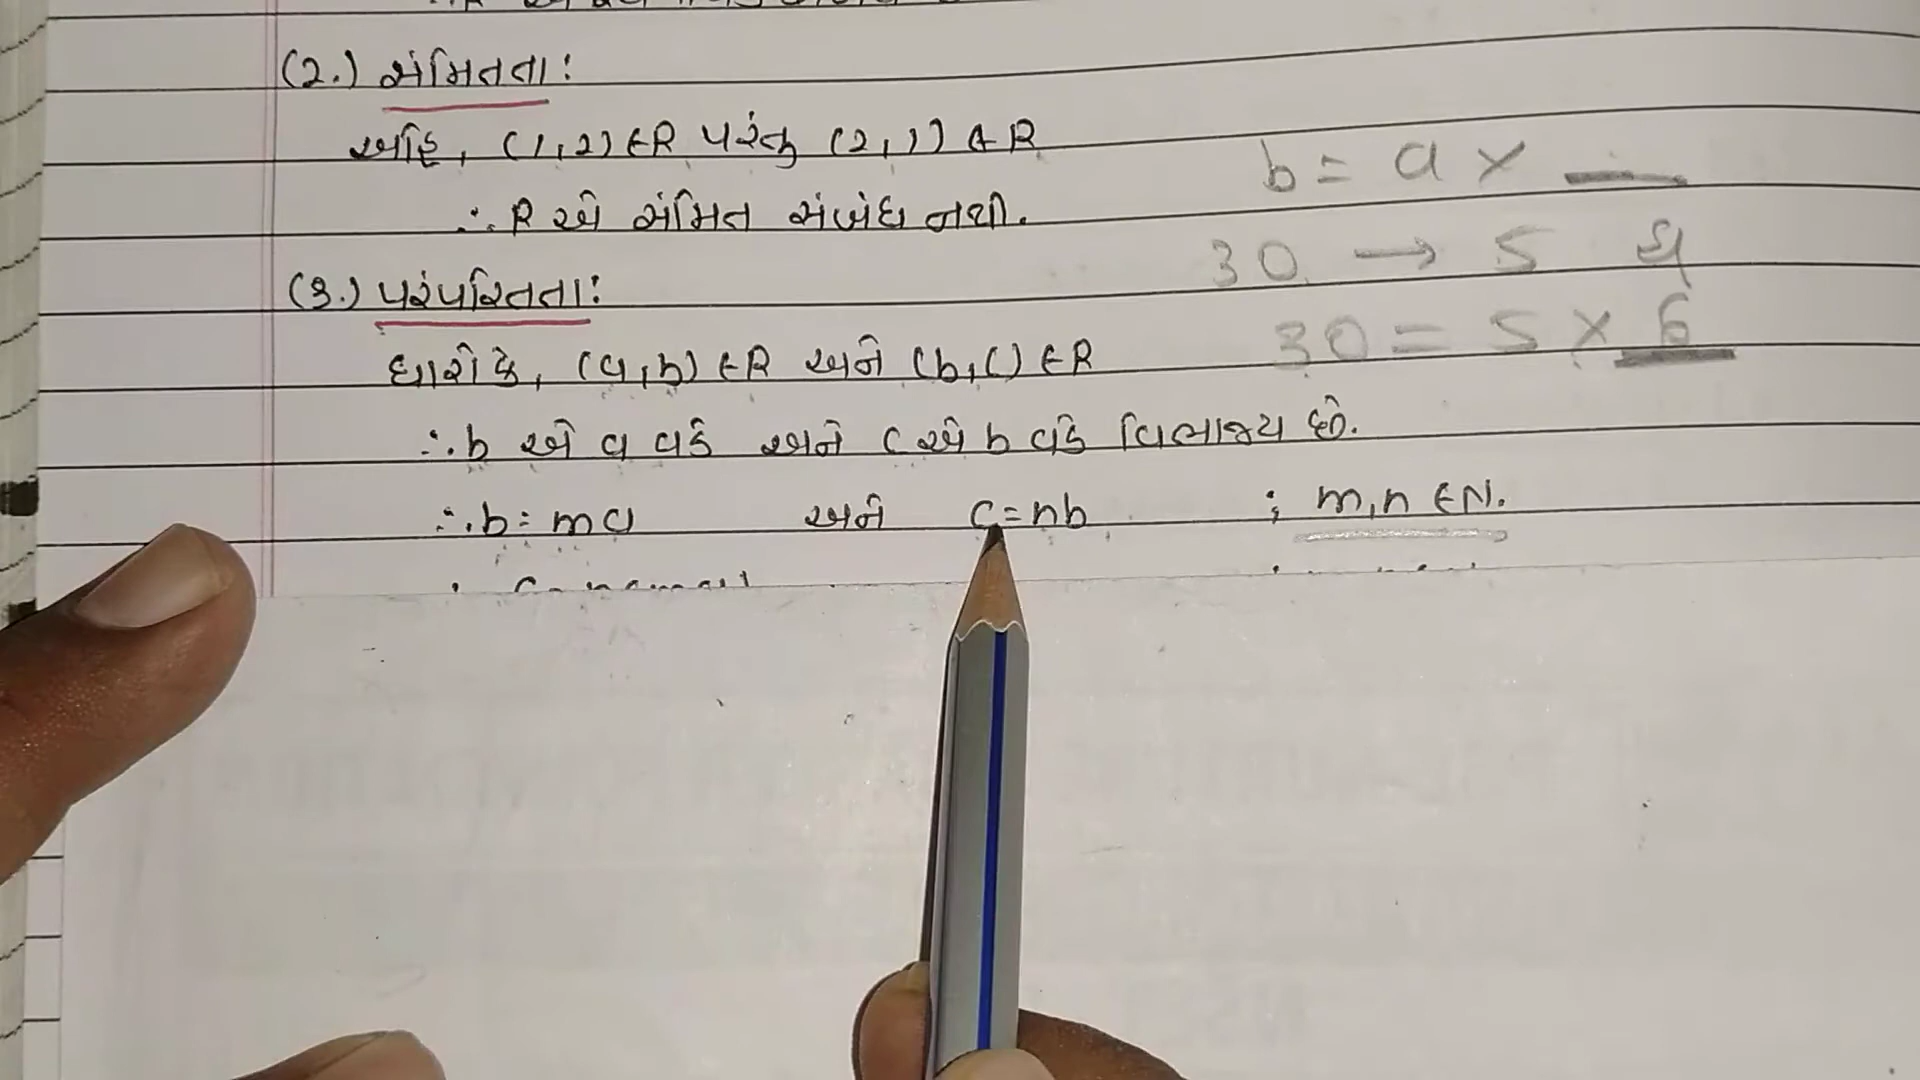 (2.) સંમિતતા:
અહિં, (1,2) ∈ R પરંતુ (2,1) ∉ R
∴ R એ સંમિત સંબંધ નથી.
(3.) પરંપરિતતા:
ધારો કે, (a,b) ∈ R અને (b,c) ∈ R
∴ b એ a વડે અને c એ b વડે વિભાજ્ય છે.
∴ b = ma અને c = nb ; m,n ∈ N.
b = a ×
30 → 5 ધ
30 = 5 × 6